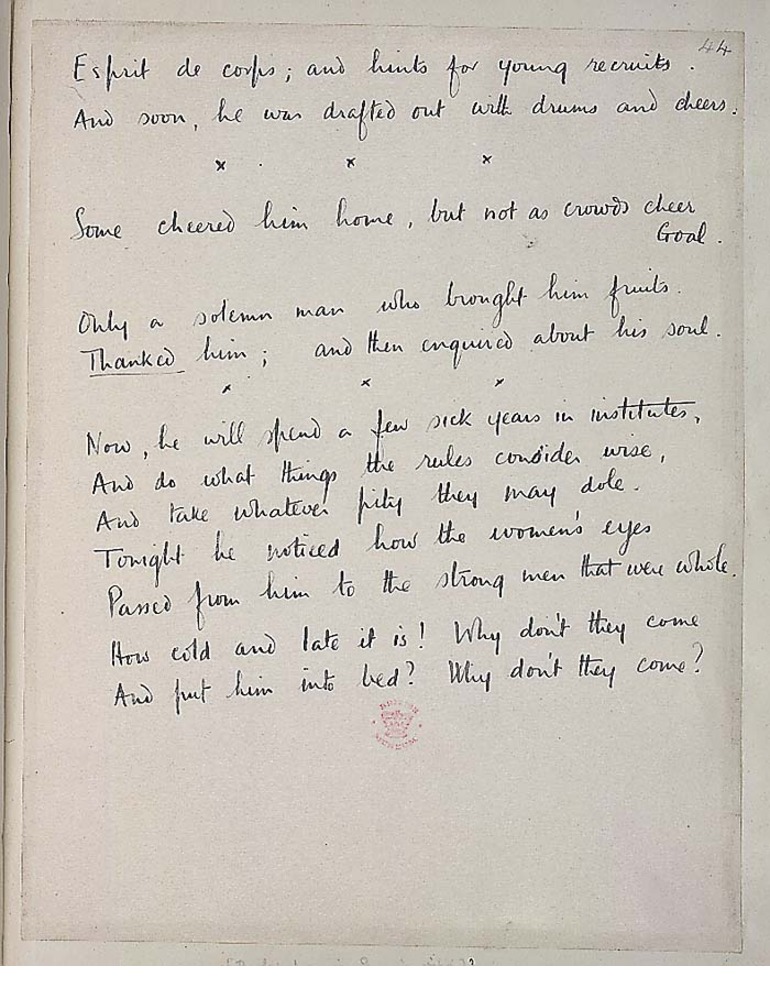 44
Esprit de corps; and hints for young recruits.
And soon, he was drafted out with drums and cheers.
x . x x
Some cheered him home, but not as crowds cheer
Goal.
Only a solemn man who brought him fruits.
Thanked him; and then enquired about his soul.
x . x x
Now, he will spend a few sick years in institutes,
And do what things the rules consider wise,
And take whatever pity they may dole.
Tonight he noticed how the women's eyes
Passed from him to the strong men that were whole.
How cold and late it is! Why don't they come
And put him into bed? Why don't they come?
BRITISH
MUSEUM